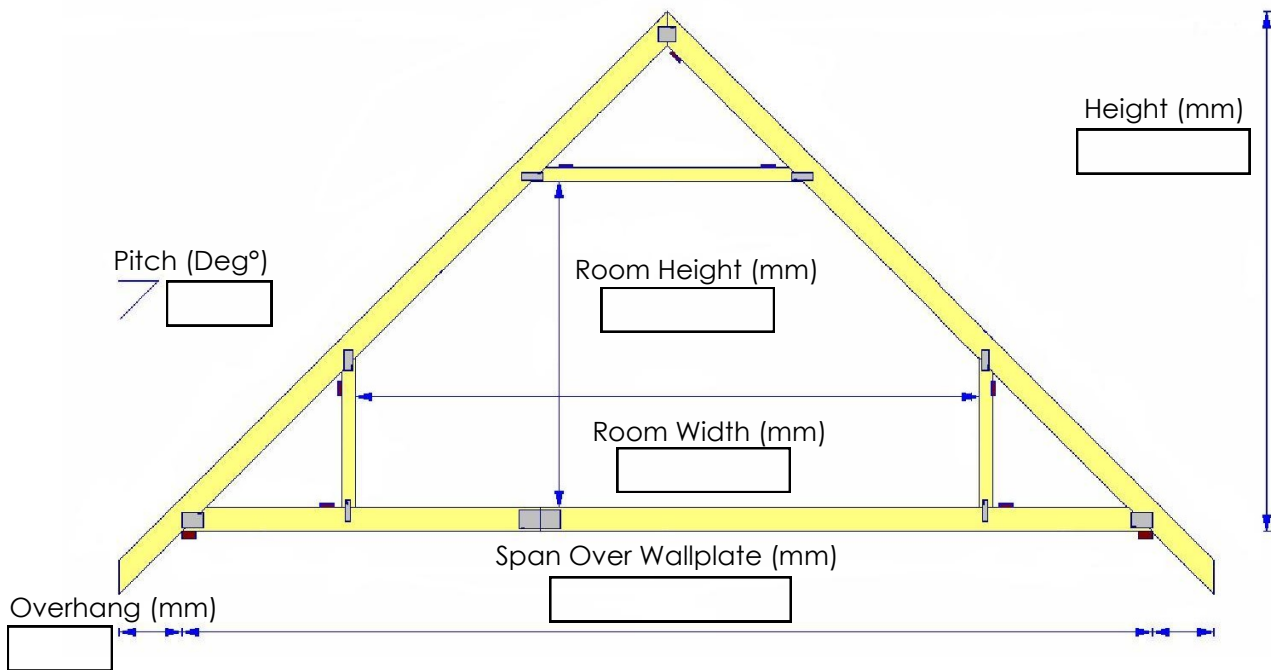 Height (mm)
Pitch (Deg°)
Room Height (mm)
Room Width (mm)
Span Over Wallplate (mm)
Overhang (mm)